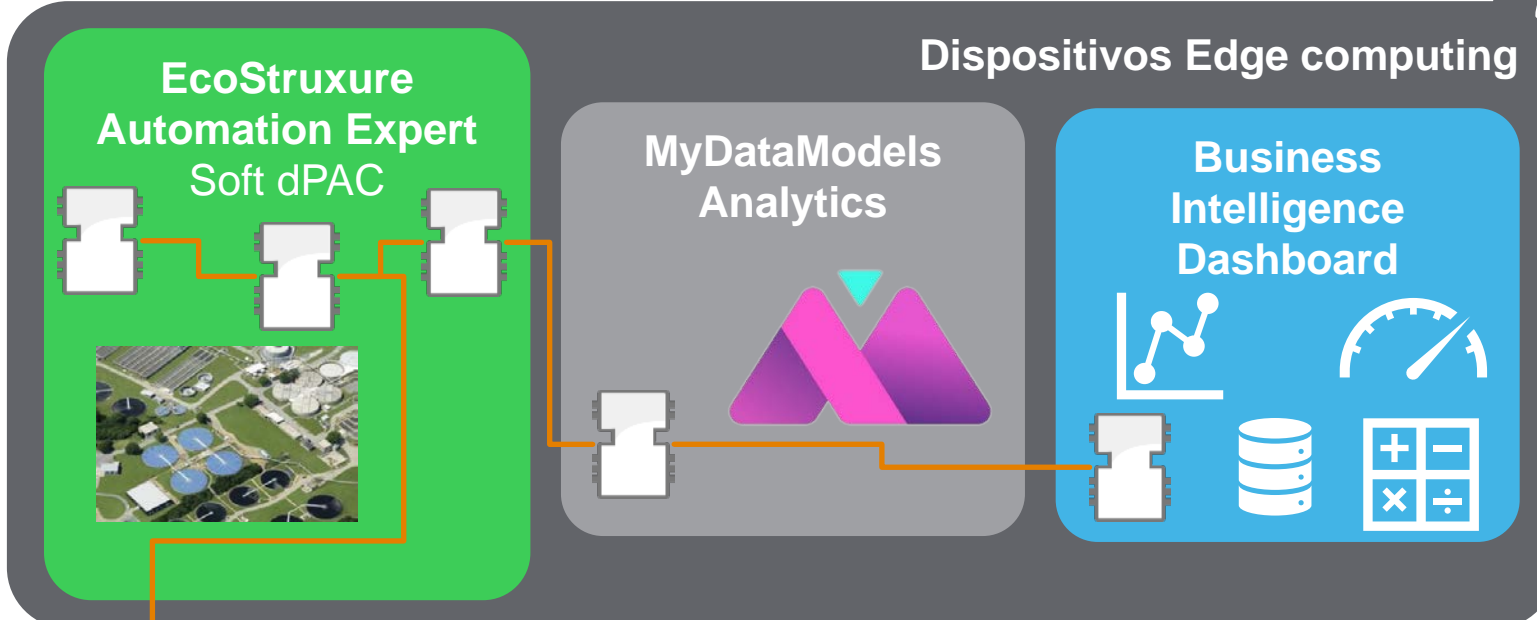 Dispositivos Edge computing
EcoStruxure
Automation Expert
Soft dPAC
MyDataModels
Analytics
Business
Intelligence
Dashboard